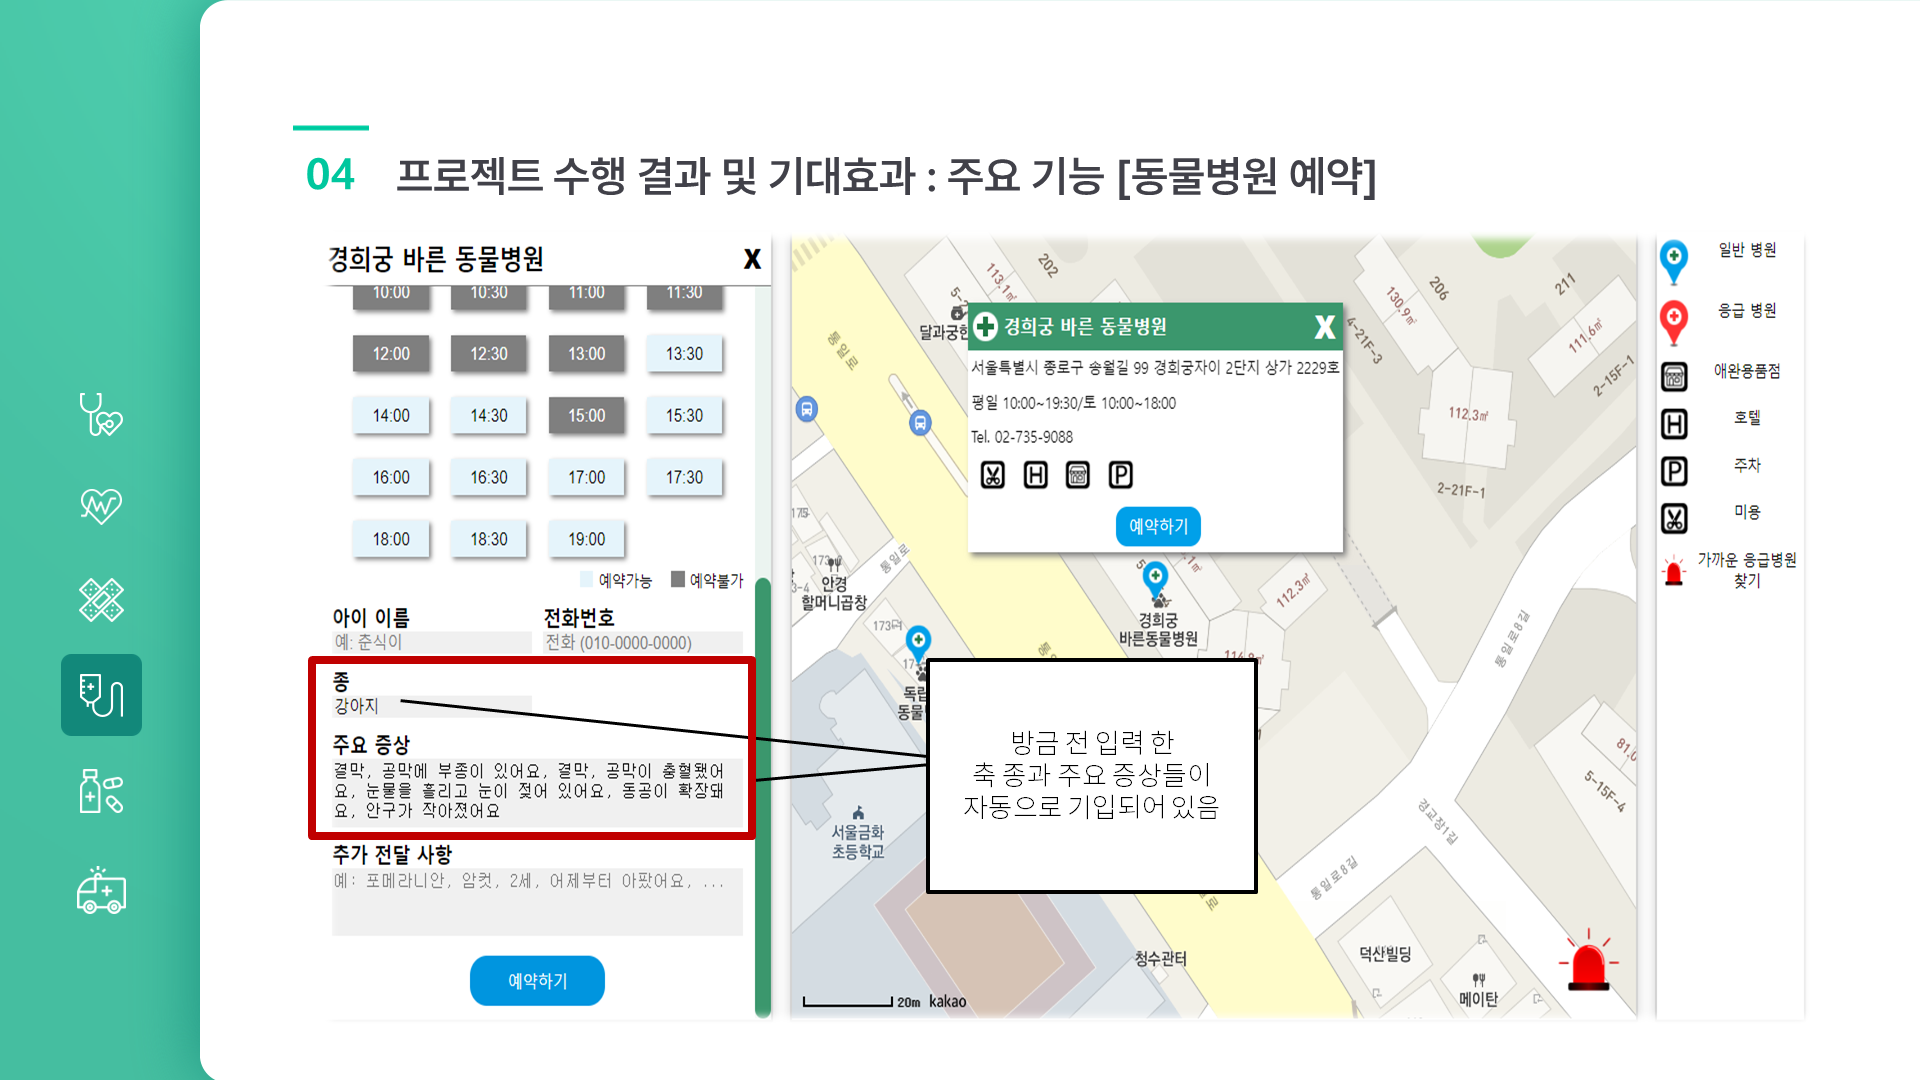 04 프로젝트 수행 결과 및 기대효과 : 주요 기능 [동물병원 예약]
경희궁 바른 동물병원 X
10:00 10:30 11:00 11:30
12:00 12:30 13:00 13:30
14:00 14:30 15:00 15:30
16:00 16:30 17:00 17:30
18:00 18:30 19:00
예약가능 예약불가
아이 이름 전화번호
예: 춘식이 전화 (010-0000-0000)
종
강아지
주요 증상
결막, 공막에 부종이 있어요, 결막, 공막이 충혈됐어
요, 눈물을 흘리고 눈이 젖어 있어요, 동공이 확장돼
요, 안구가 작아졌어요
추가 전달 사항
예: 포메라니안, 암컷, 2세, 어제부터 아팠어요, ...
예약하기
경희궁 바른 동물병원 X
서울특별시 종로구 송월길 99 경희궁자이 2단지 상가 2229호
평일 10:00~19:30/토 10:00~18:00
Tel. 02-735-9088
H P
예약하기
방금 전 입력 한
축 종과 주요 증상들이
자동으로 기입되어 있음
202
113.1㎡
달과궁한
통일로
206
130.9㎡
4-21F-3
211
111.6㎡
2-15F-1
112.3㎡
2-21F-1
175
173
안경
할머니곱창
통일로
173
경희궁
바른동물병원
112.3㎡
통일로8길
서울금화
초등학교
81.0
5-15F-4
경교장1길
통일로8길
청수관터
덕산빌딩
메이탄
20m kakao
일반 병원
응급 병원
애완용품점
H 호텔
P 주차
미용
가까운 응급병원
찾기